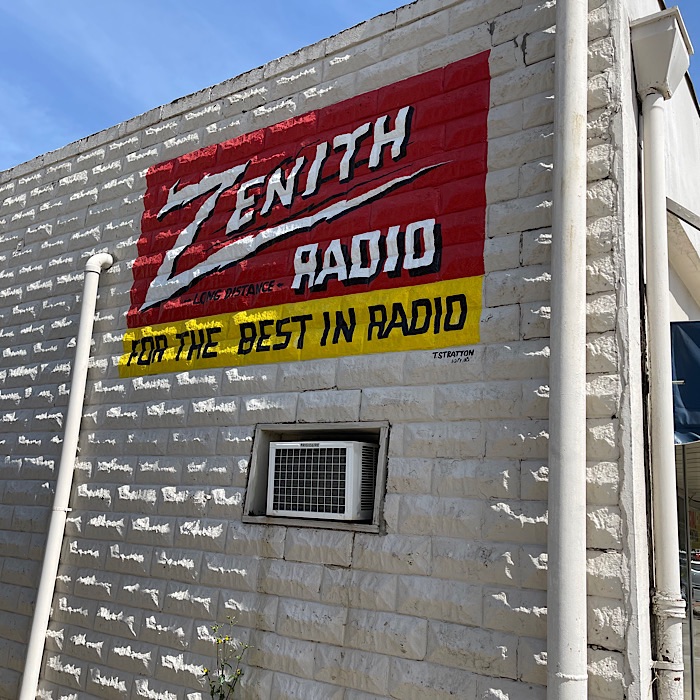 ZENITH
RADIO
- LONG DISTANCE -
FOR THE BEST IN RADIO
T.STRATTON